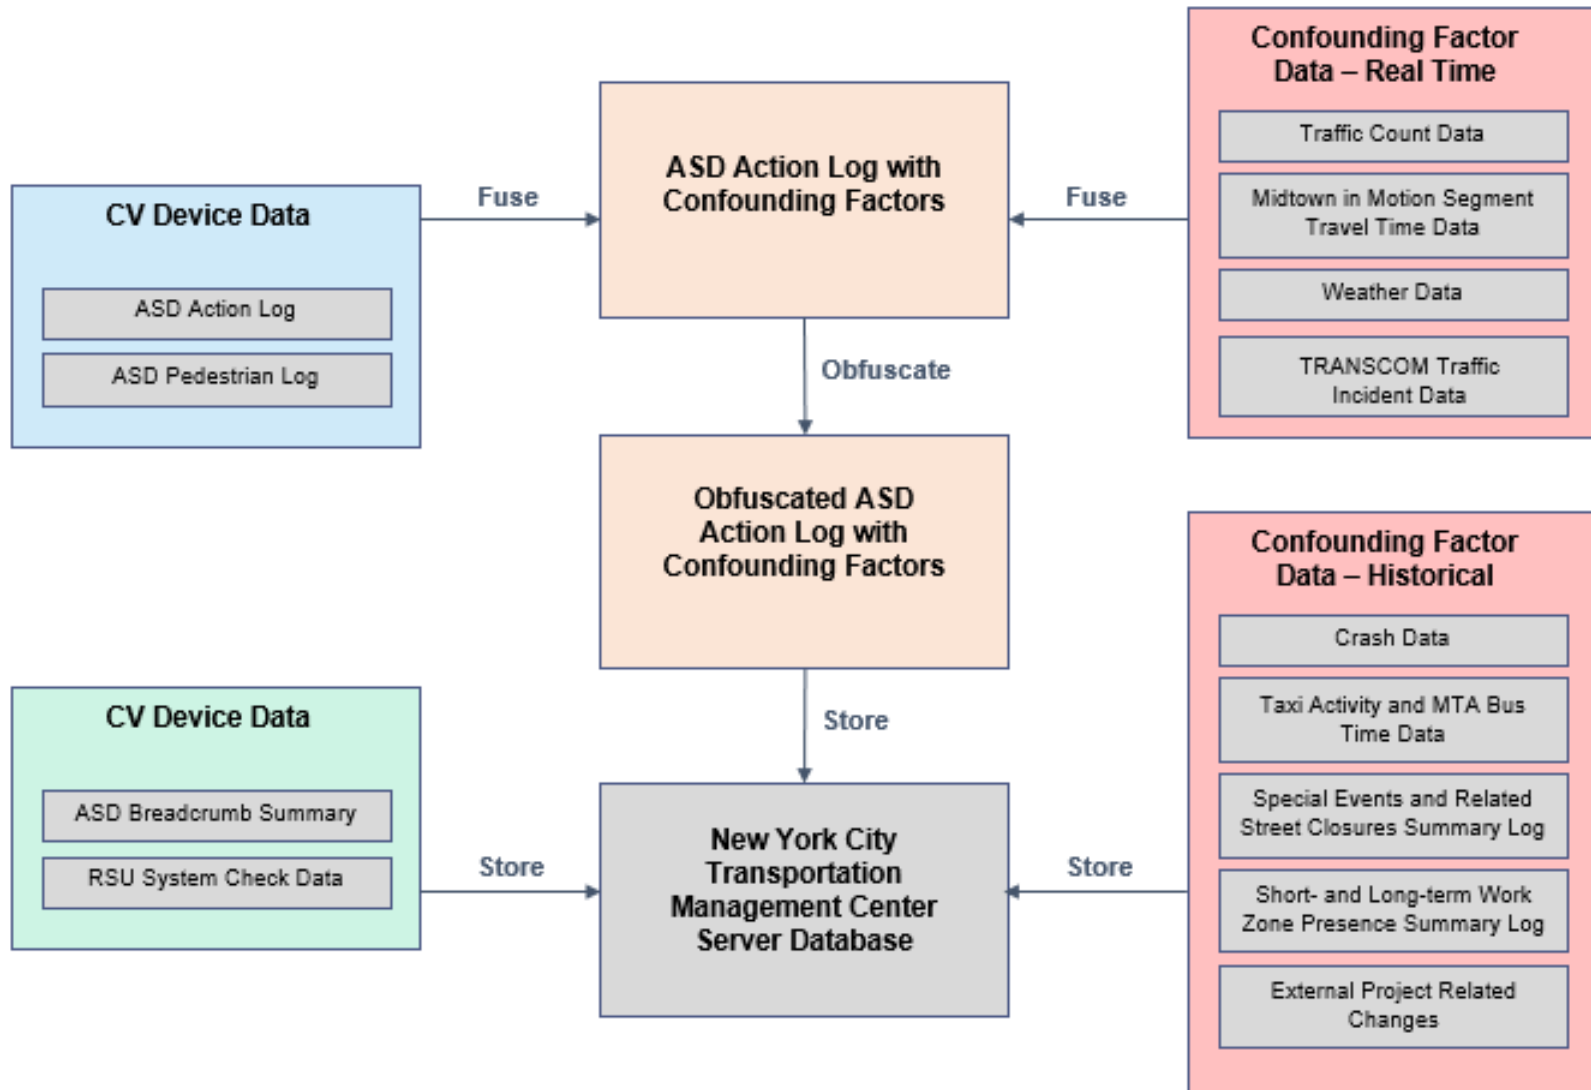 CV Device Data
ASD Action Log
ASD Pedestrian Log
Fuse
ASD Action Log with
Confounding Factors
Fuse
Confounding Factor
Data – Real Time
Traffic Count Data
Midtown in Motion Segment
Travel Time Data
Weather Data
TRANSCOM Traffic
Incident Data
Obfuscate
Obfuscated ASD
Action Log with
Confounding Factors
Store
CV Device Data
ASD Breadcrumb Summary
RSU System Check Data
Store
New York City
Transportation
Management Center
Server Database
Store
Confounding Factor
Data – Historical
Crash Data
Taxi Activity and MTA Bus
Time Data
Special Events and Related
Street Closures Summary Log
Short- and Long-term Work
Zone Presence Summary Log
External Project Related
Changes